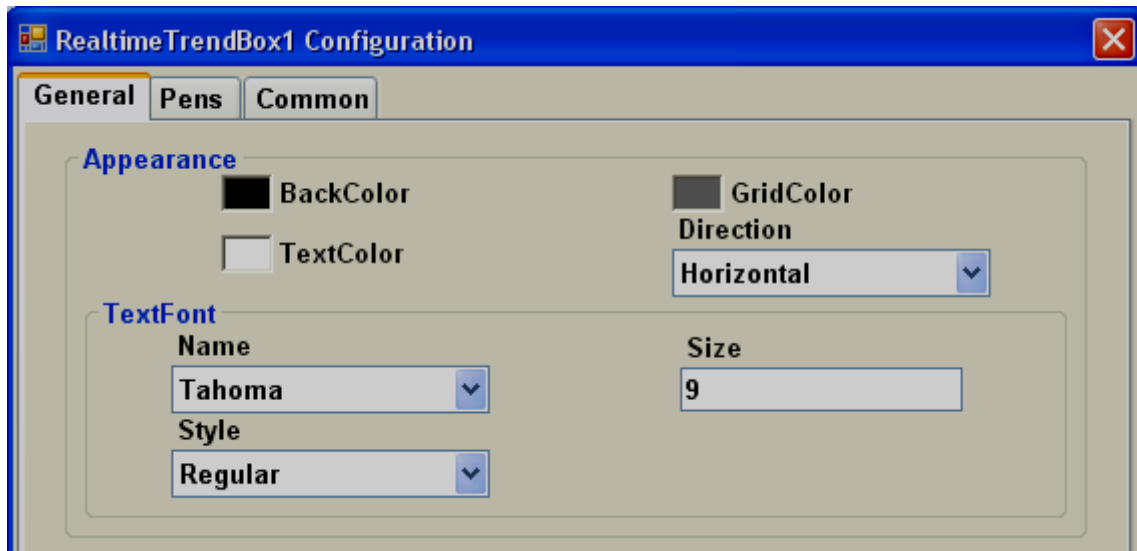 RealtimeTrendBox1 Configuration
General Pens Common
Appearance
BackColor GridColor
Direction
TextColor
Horizontal
TextFont
Name Size
Tahoma 9
Style
Regular